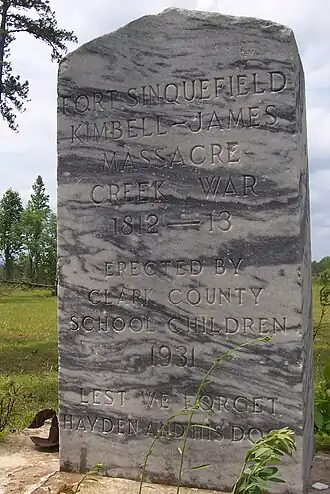 FORT SINQUEFIELD
KIMBELL – JAMES
MASSACRE
CREEK WAR
1812 — 13
ERECTED BY
CLARK COUNTY
SCHOOL CHILDREN
1931
LEST WE FORGET
HAYDEN AND HIS DOGS